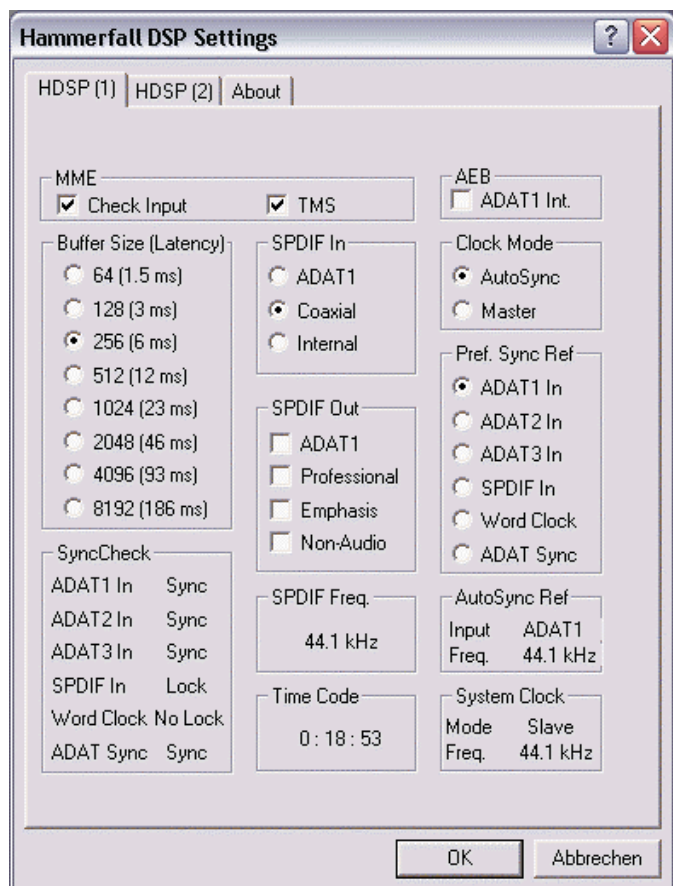 Hammerfall DSP Settings
HDSP (1) HDSP (2) About
MME
Check Input TMS
AEB
ADAT1 Int.
Buffer Size (Latency)
64 (1.5 ms)
128 (3 ms)
256 (6 ms)
512 (12 ms)
1024 (23 ms)
2048 (46 ms)
4096 (93 ms)
8192 (186 ms)
SPDIF In
ADAT1
Coaxial
Internal
Clock Mode
AutoSync
Master
SPDIF Out
ADAT1
Professional
Emphasis
Non-Audio
Pref. Sync Ref
ADAT1 In
ADAT2 In
ADAT3 In
SPDIF In
Word Clock
ADAT Sync
SyncCheck
ADAT1 In Sync
ADAT2 In Sync
ADAT3 In Sync
SPDIF In Lock
Word Clock No Lock
ADAT Sync Sync
SPDIF Freq.
44.1 kHz
AutoSync Ref
Input ADAT1
Freq. 44.1 kHz
Time Code
0 : 18 : 53
System Clock
Mode Slave
Freq. 44.1 kHz
OK Abbrechen